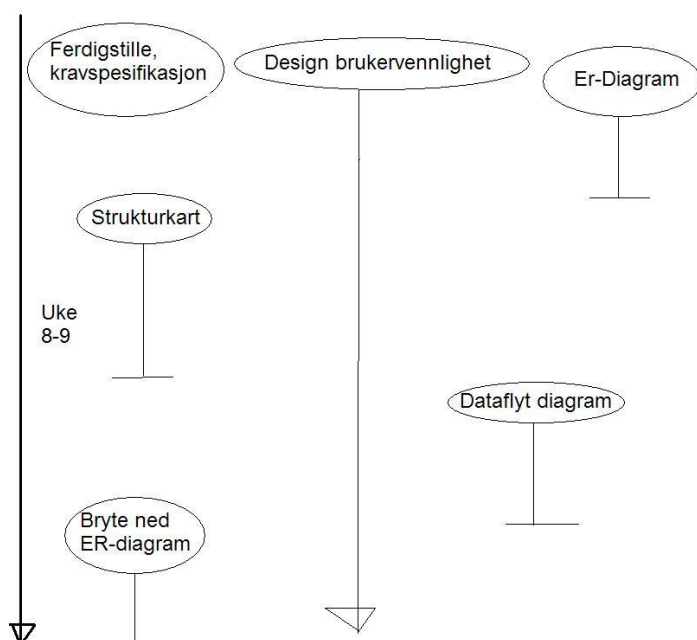 Ferdigstille,
kravspesifikasjon
Design brukervennlighet
Er-Diagram
Strukturkart
Uke
8-9
Dataflyt diagram
Bryte ned
ER-diagram